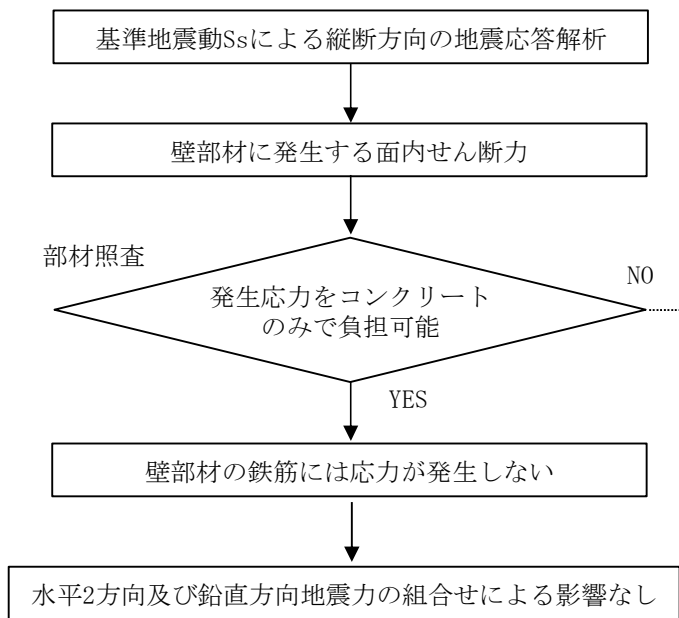 基準地震動Ssによる縦断方向の地震応答解析
壁部材に発生する面内せん断力
部材照査
発生応力をコンクリート
のみで負担可能
NO
YES
壁部材の鉄筋には応力が発生しない
水平2方向及び鉛直方向地震力の組合せによる影響なし